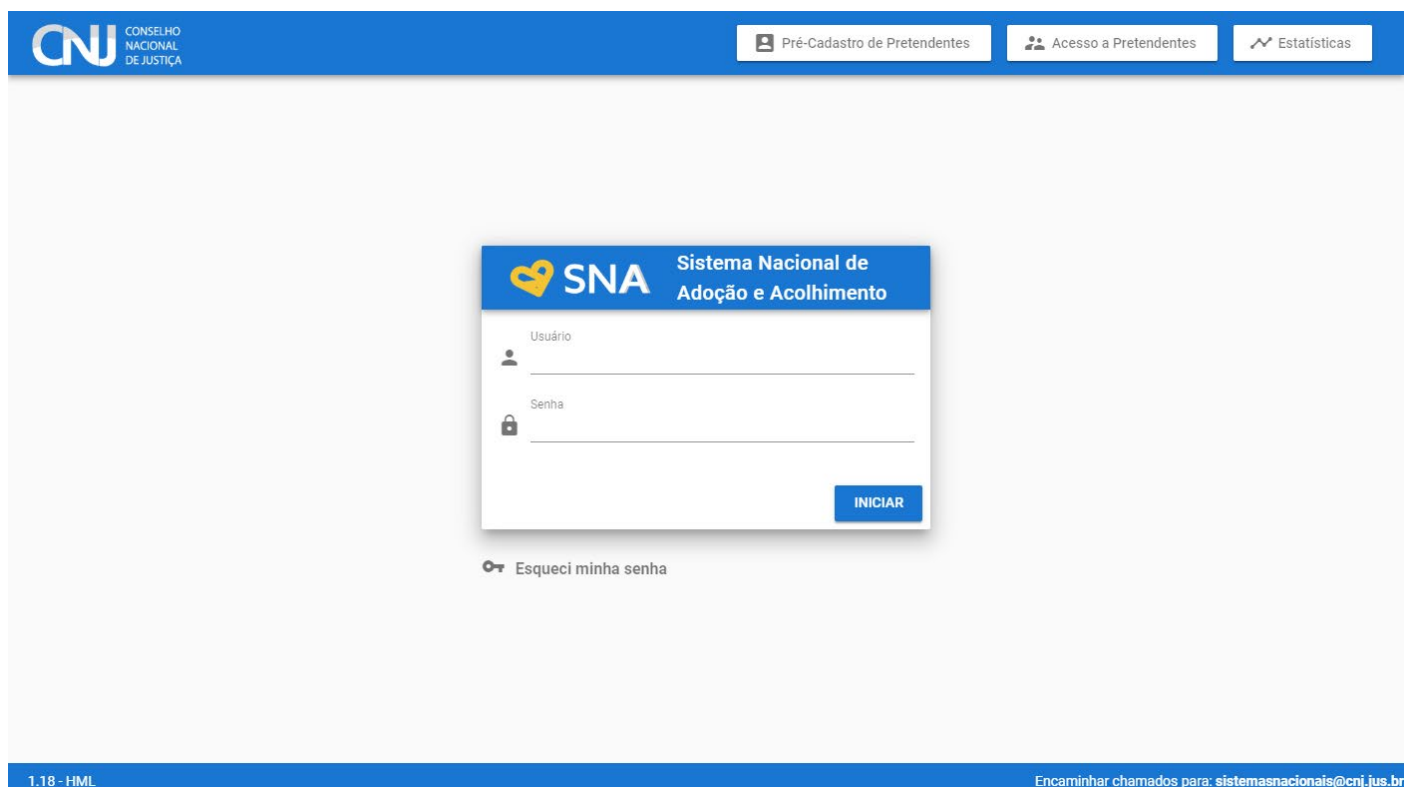 CNJ
CONSELHO
NACIONAL
DE JUSTIÇA
Pré-Cadastro de Pretendentes
Acesso a Pretendentes
Estatísticas
SNA
Sistema Nacional de
Adoção e Acolhimento
Usuário
Senha
INICIAR
Esqueci minha senha
1.18 - HML
Encaminhar chamados para: sistemasnacionais@cnj.jus.br